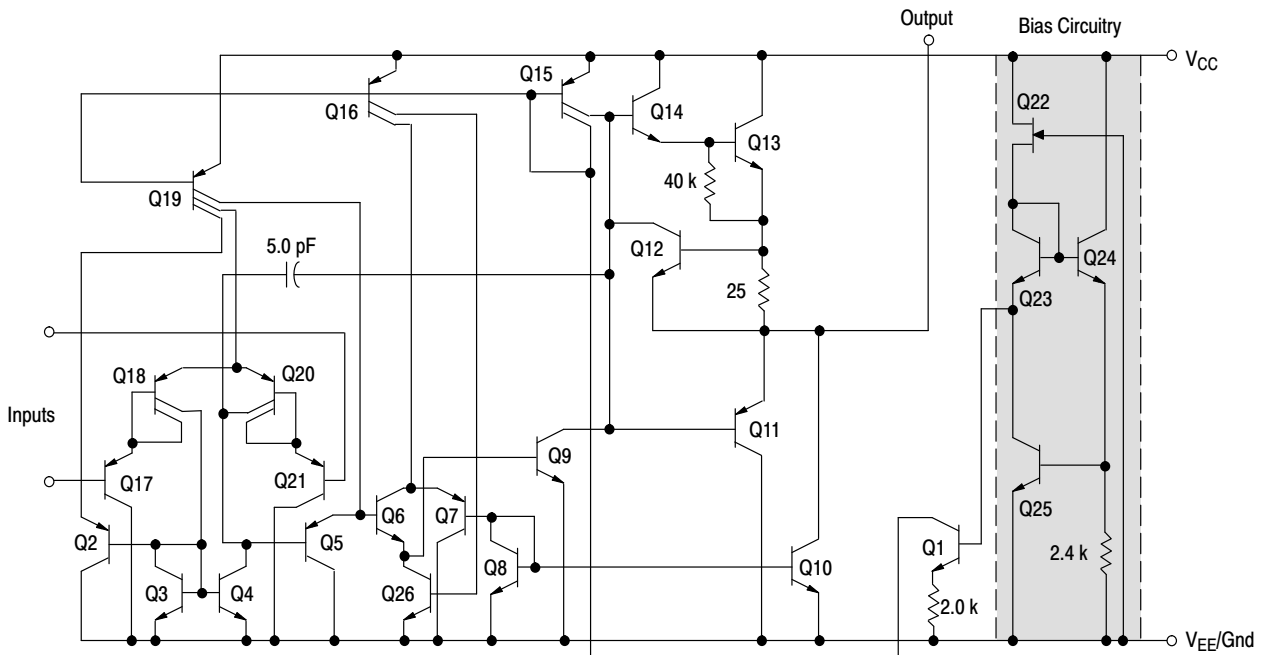 Output
Bias Circuitry
VCC
Q15
Q22
Q16
Q14
Q13
Q19
40 k
5.0 pF
Q12
Q24
25
Q23
Q18
Q20
Inputs
Q11
Q9
Q17
Q21
Q6
Q7
Q25
Q2
Q5
Q1
2.4 k
Q3
Q4
Q26
Q8
Q10
2.0 k
VEE/Gnd